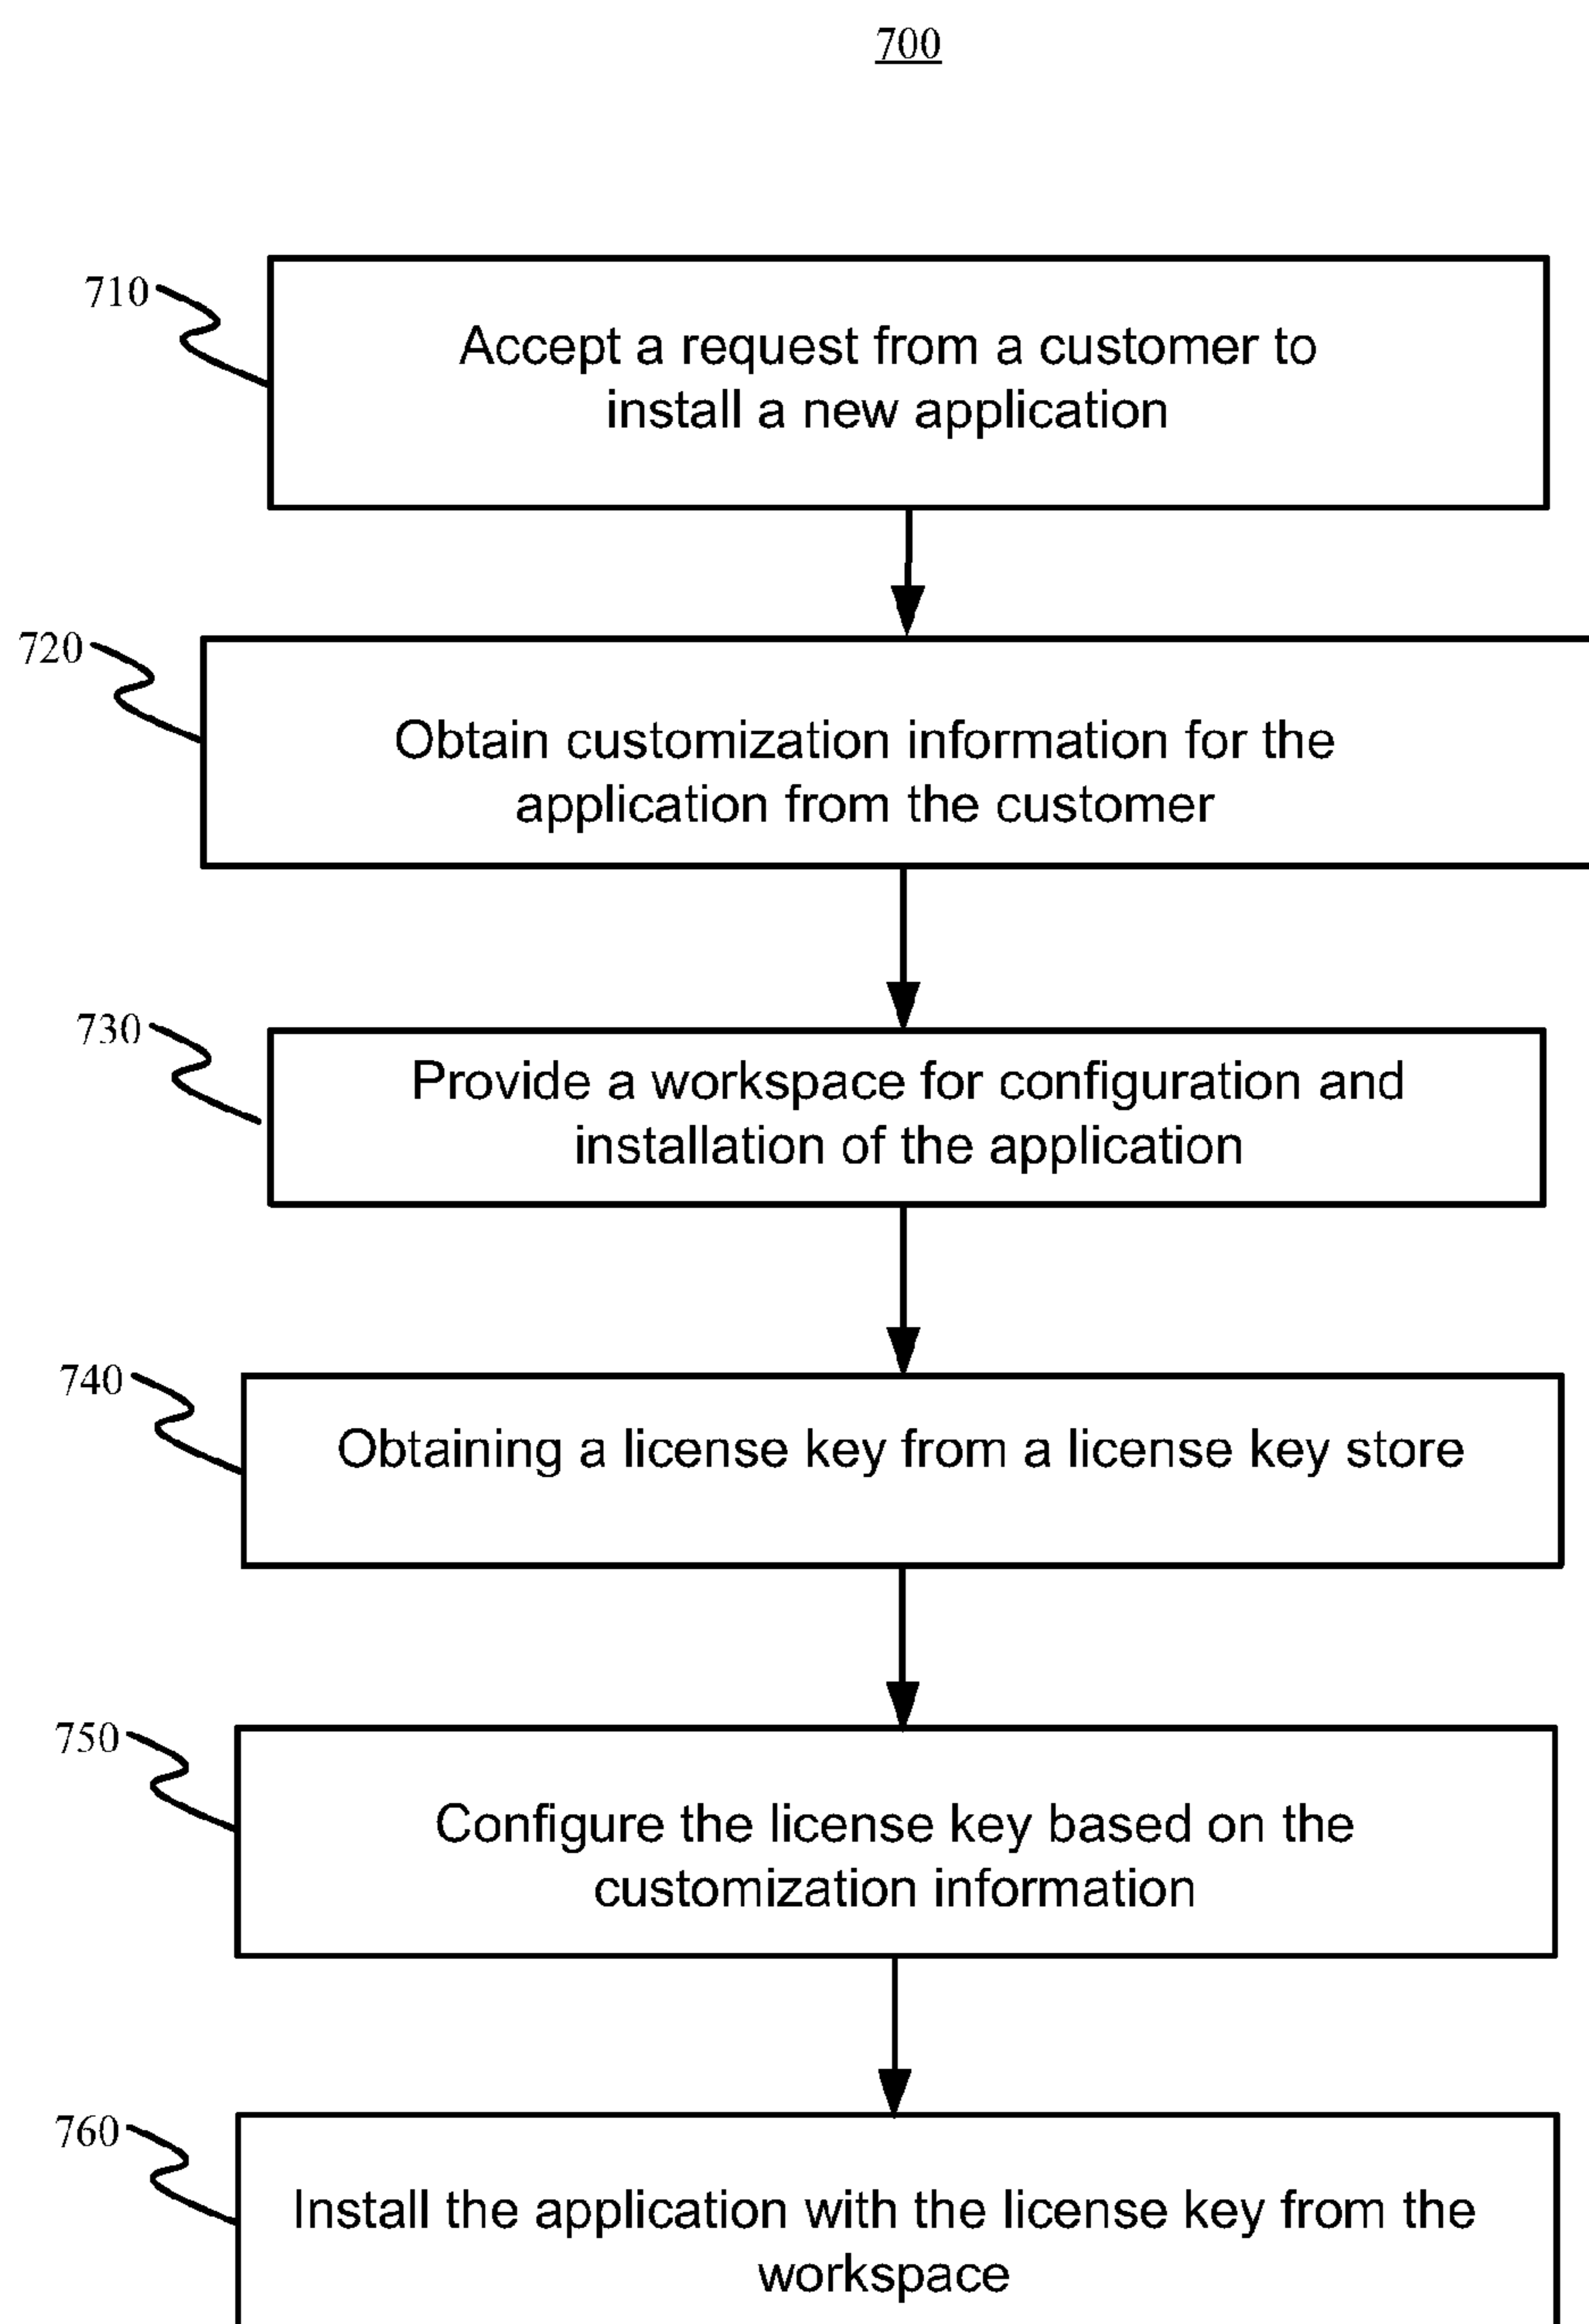 700
710
Accept a request from a customer to
install a new application
720
Obtain customization information for the
application from the customer
730
Provide a workspace for configuration and
installation of the application
740
Obtaining a license key from a license key store
750
Configure the license key based on the
customization information
760
Install the application with the license key from the
workspace